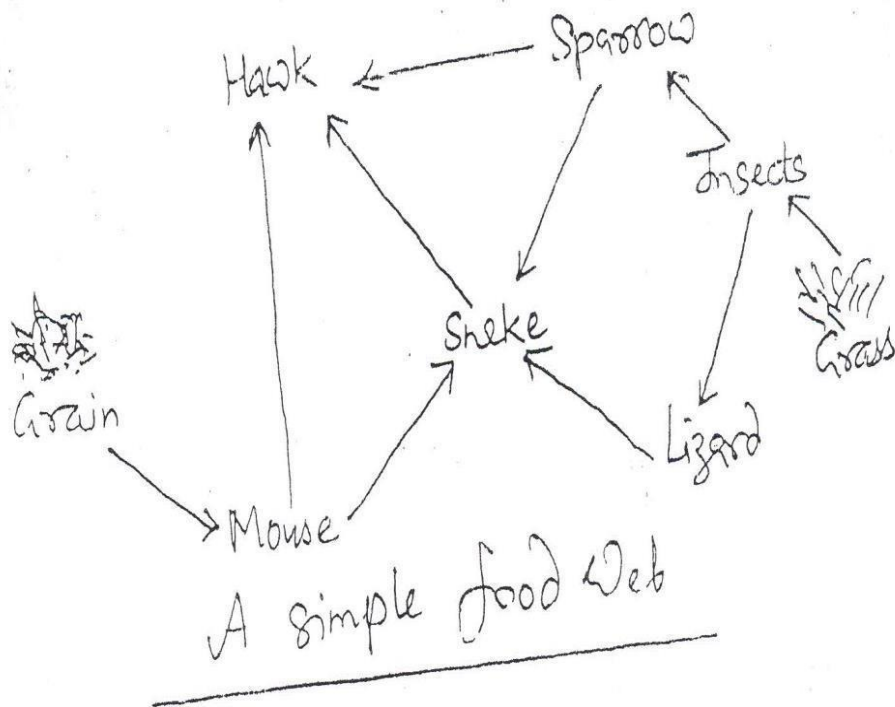 Sparrow
Hawk
Insects
Sneke
Grass
Grain
Lizard
Mouse
A simple food Web